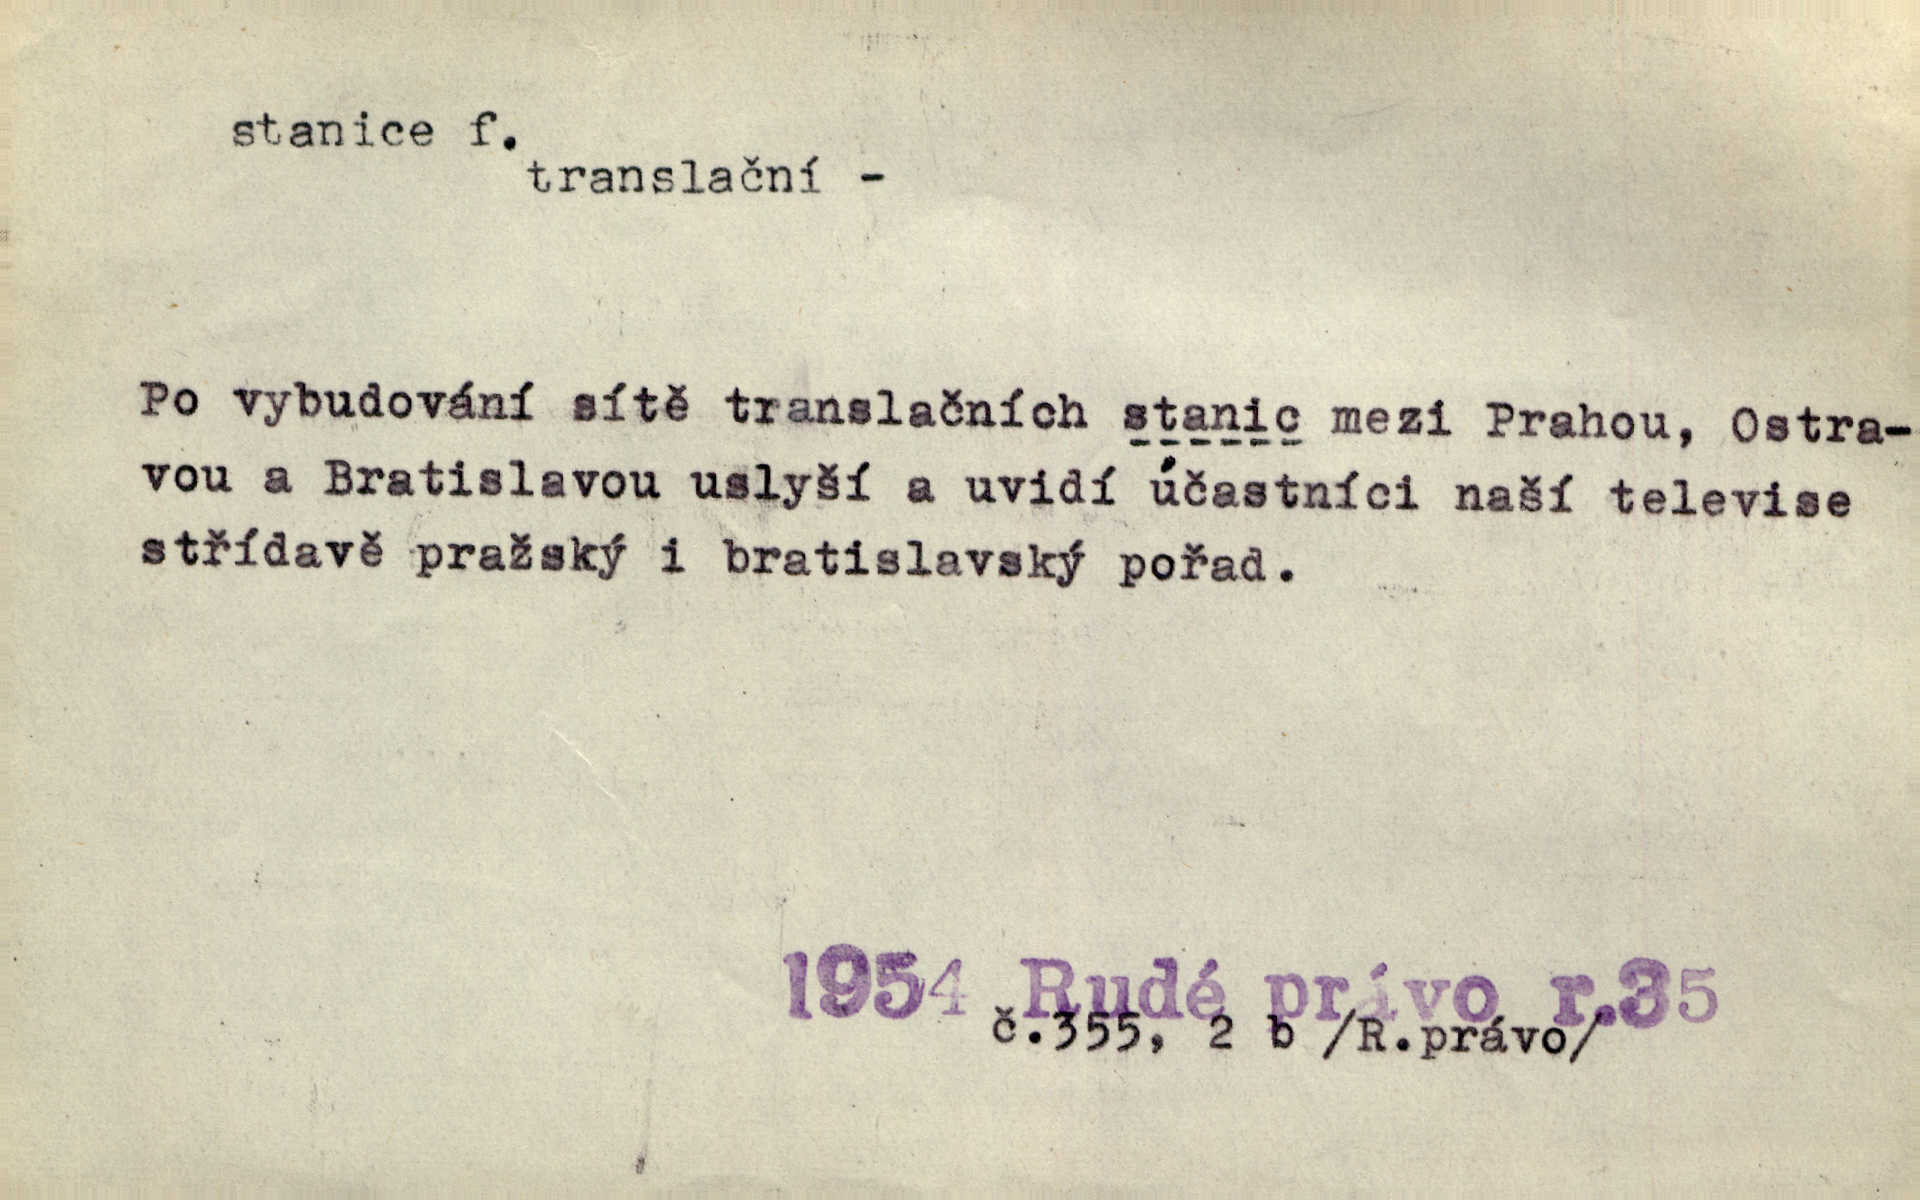 stanice f.
translační -
Po vybudování sítě translačních stanic mezi Prahou, Ostra-
vou a Bratislavou uslyší a uvidí účastníci naší televise
střídavě pražský i bratislavský pořad.
1954 Rudé právo r.35
č.355, 2 b /R.právo/